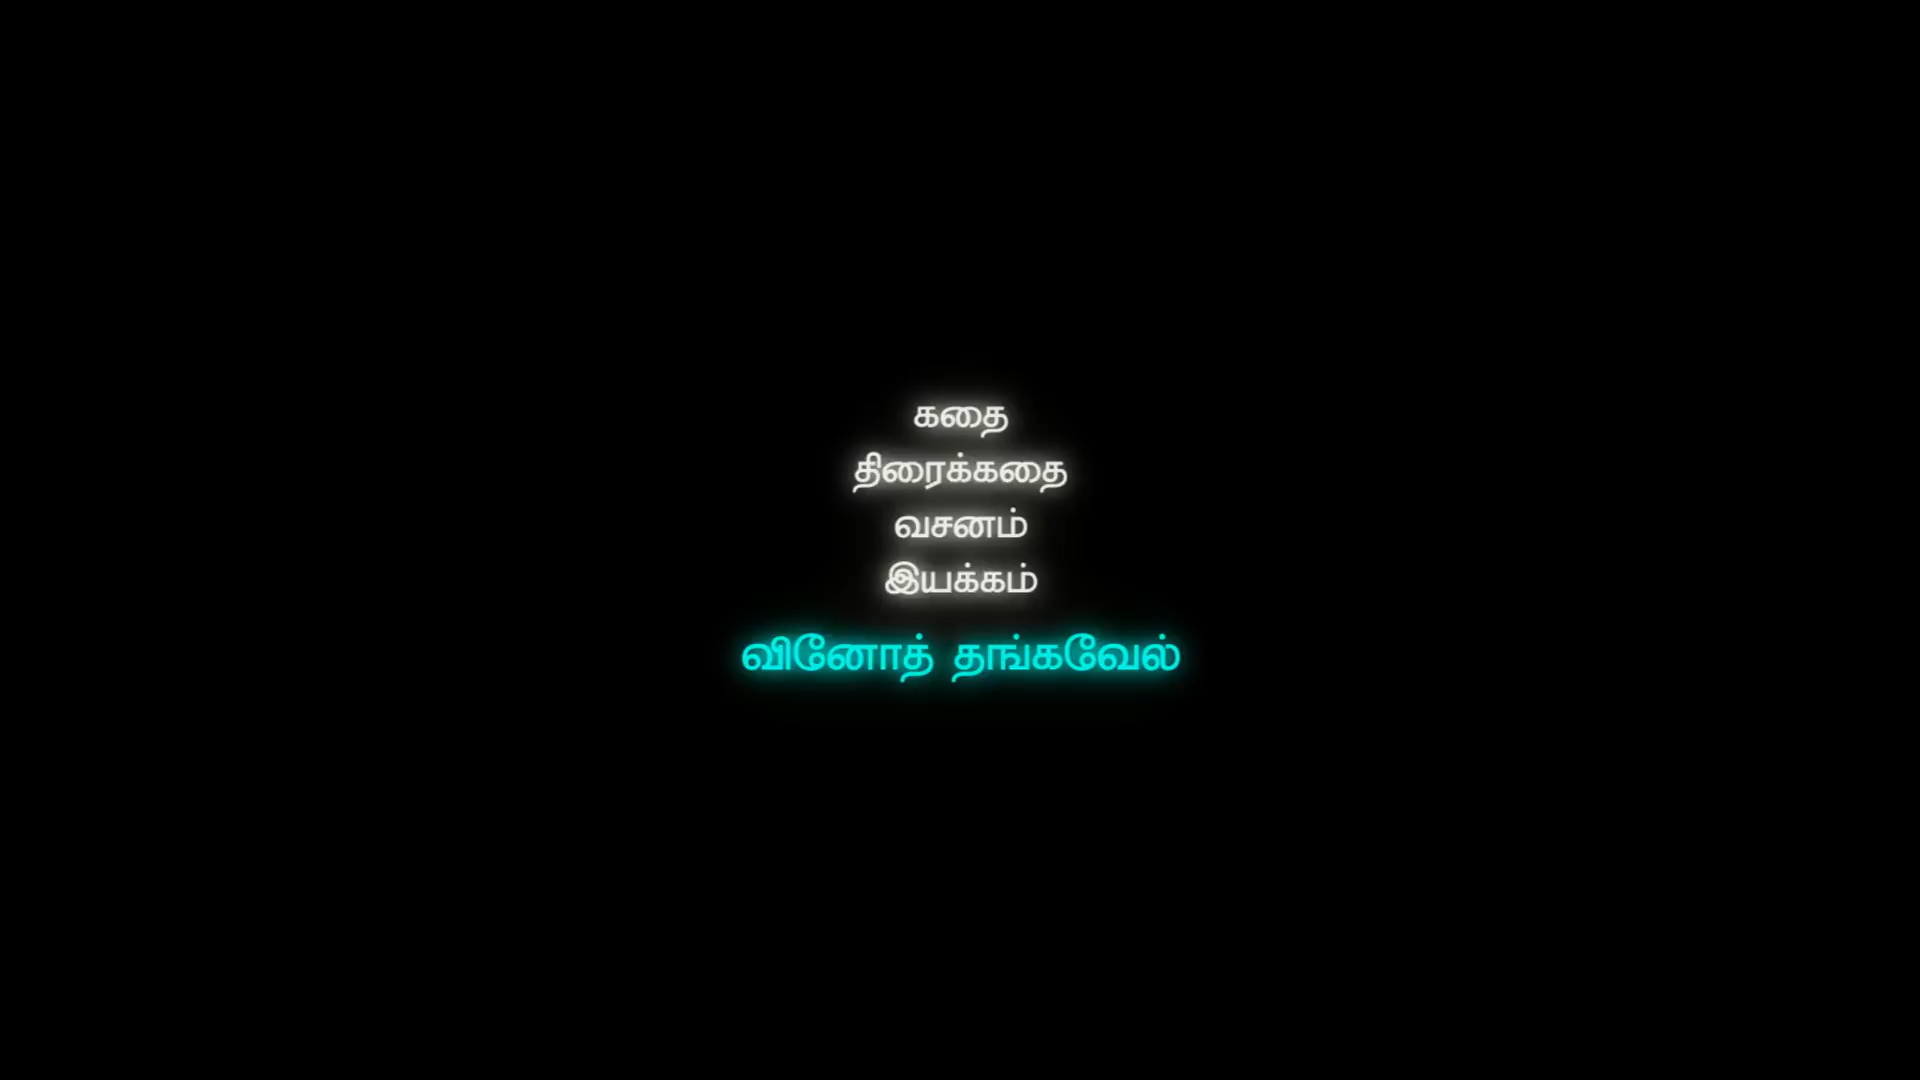 கதை
திரைக்கதை
வசனம்
இயக்கம்
வினோத் தங்கவேல்